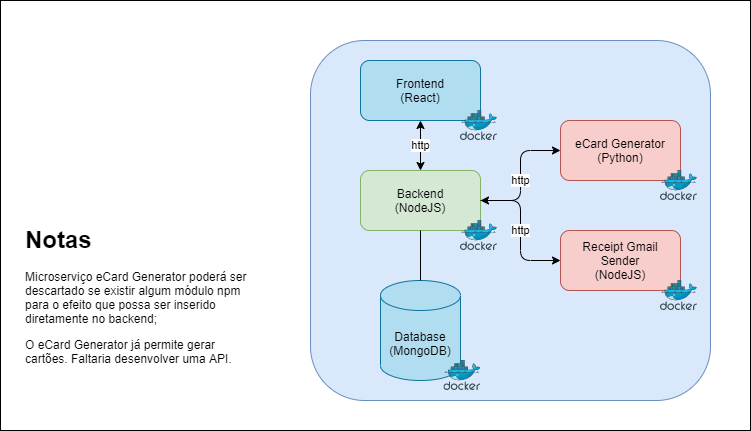 Frontend
(React)
docker
http
eCard Generator
(Python)
docker
http
Backend
(NodeJS)
docker
http
Receipt Gmail
Sender
(NodeJS)
docker
Database
(MongoDB)
docker
Notas
Microserviço eCard Generator poderá ser
descartado se existir algum módulo npm
para o efeito que possa ser inserido
diretamente no backend;
O eCard Generator já permite gerar
cartões. Faltaria desenvolver uma API.